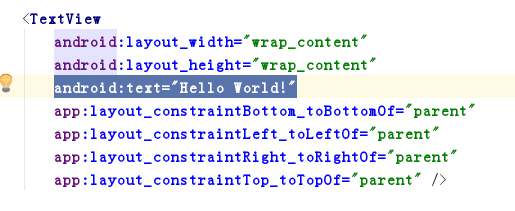 <TextView
android:layout_width="wrap_content"
android:layout_height="wrap_content"
android:text="Hello World!"
app:layout_constraintBottom_toBottomOf="parent"
app:layout_constraintLeft_toLeftOf="parent"
app:layout_constraintRight_toRightOf="parent"
app:layout_constraintTop_toTopOf="parent" />